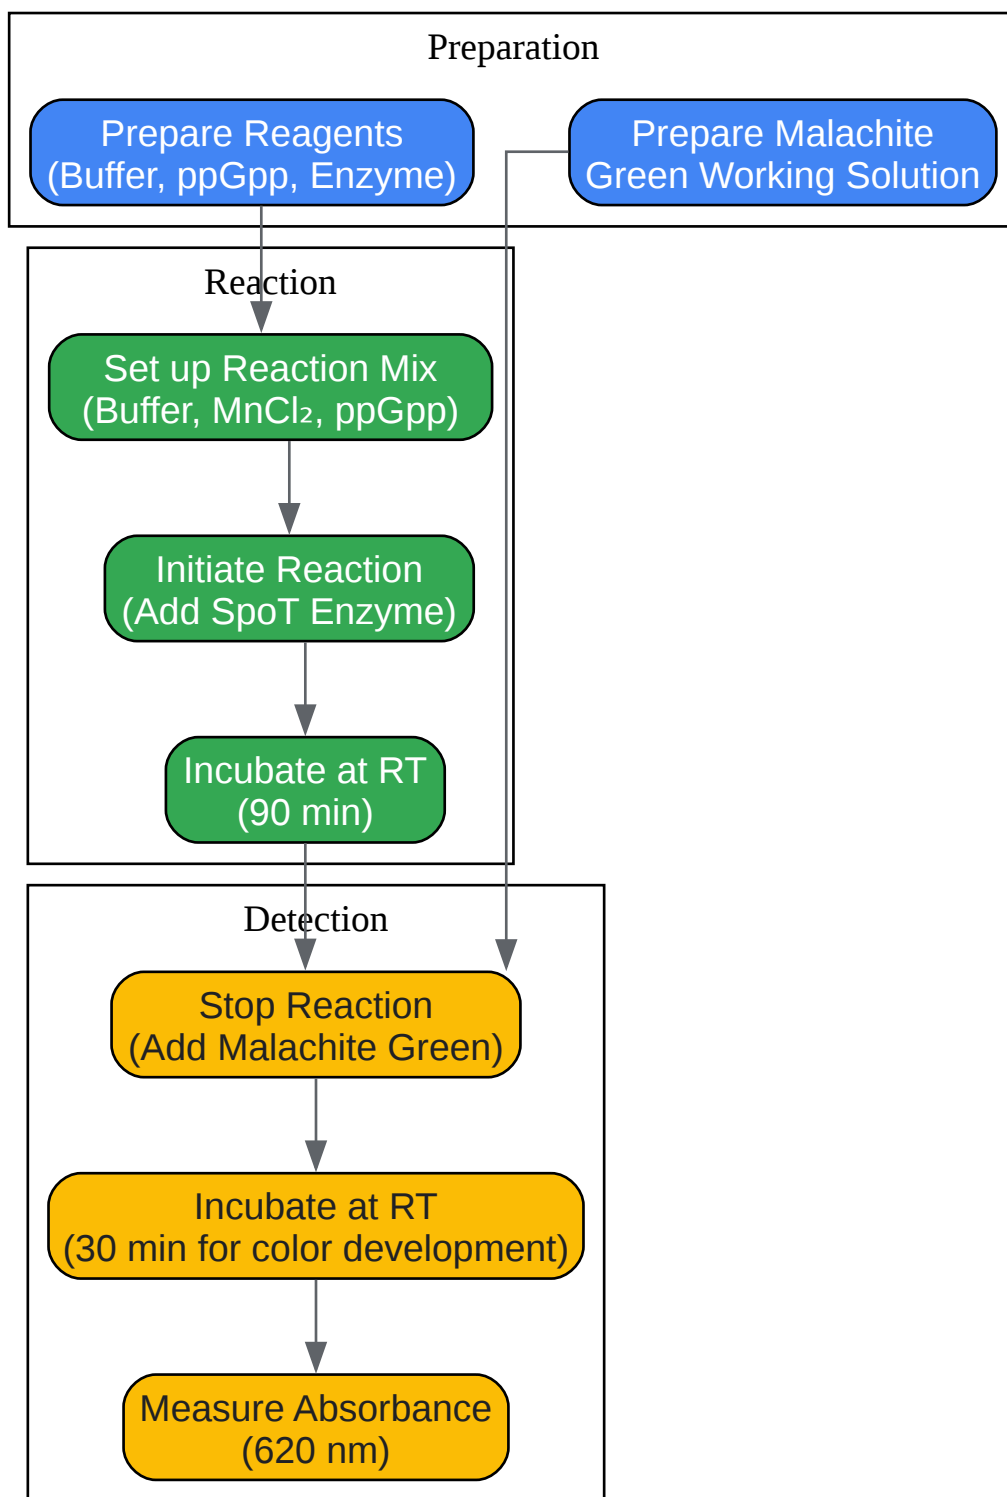 Preparation
Prepare Reagents
(Buffer, ppGpp, Enzyme)
Prepare Malachite
Green Working Solution
Reaction
Set up Reaction Mix
(Buffer, MnCl₂, ppGpp)
Initiate Reaction
(Add SpoT Enzyme)
Incubate at RT
(90 min)
Detection
Stop Reaction
(Add Malachite Green)
Incubate at RT
(30 min for color development)
Measure Absorbance
(620 nm)